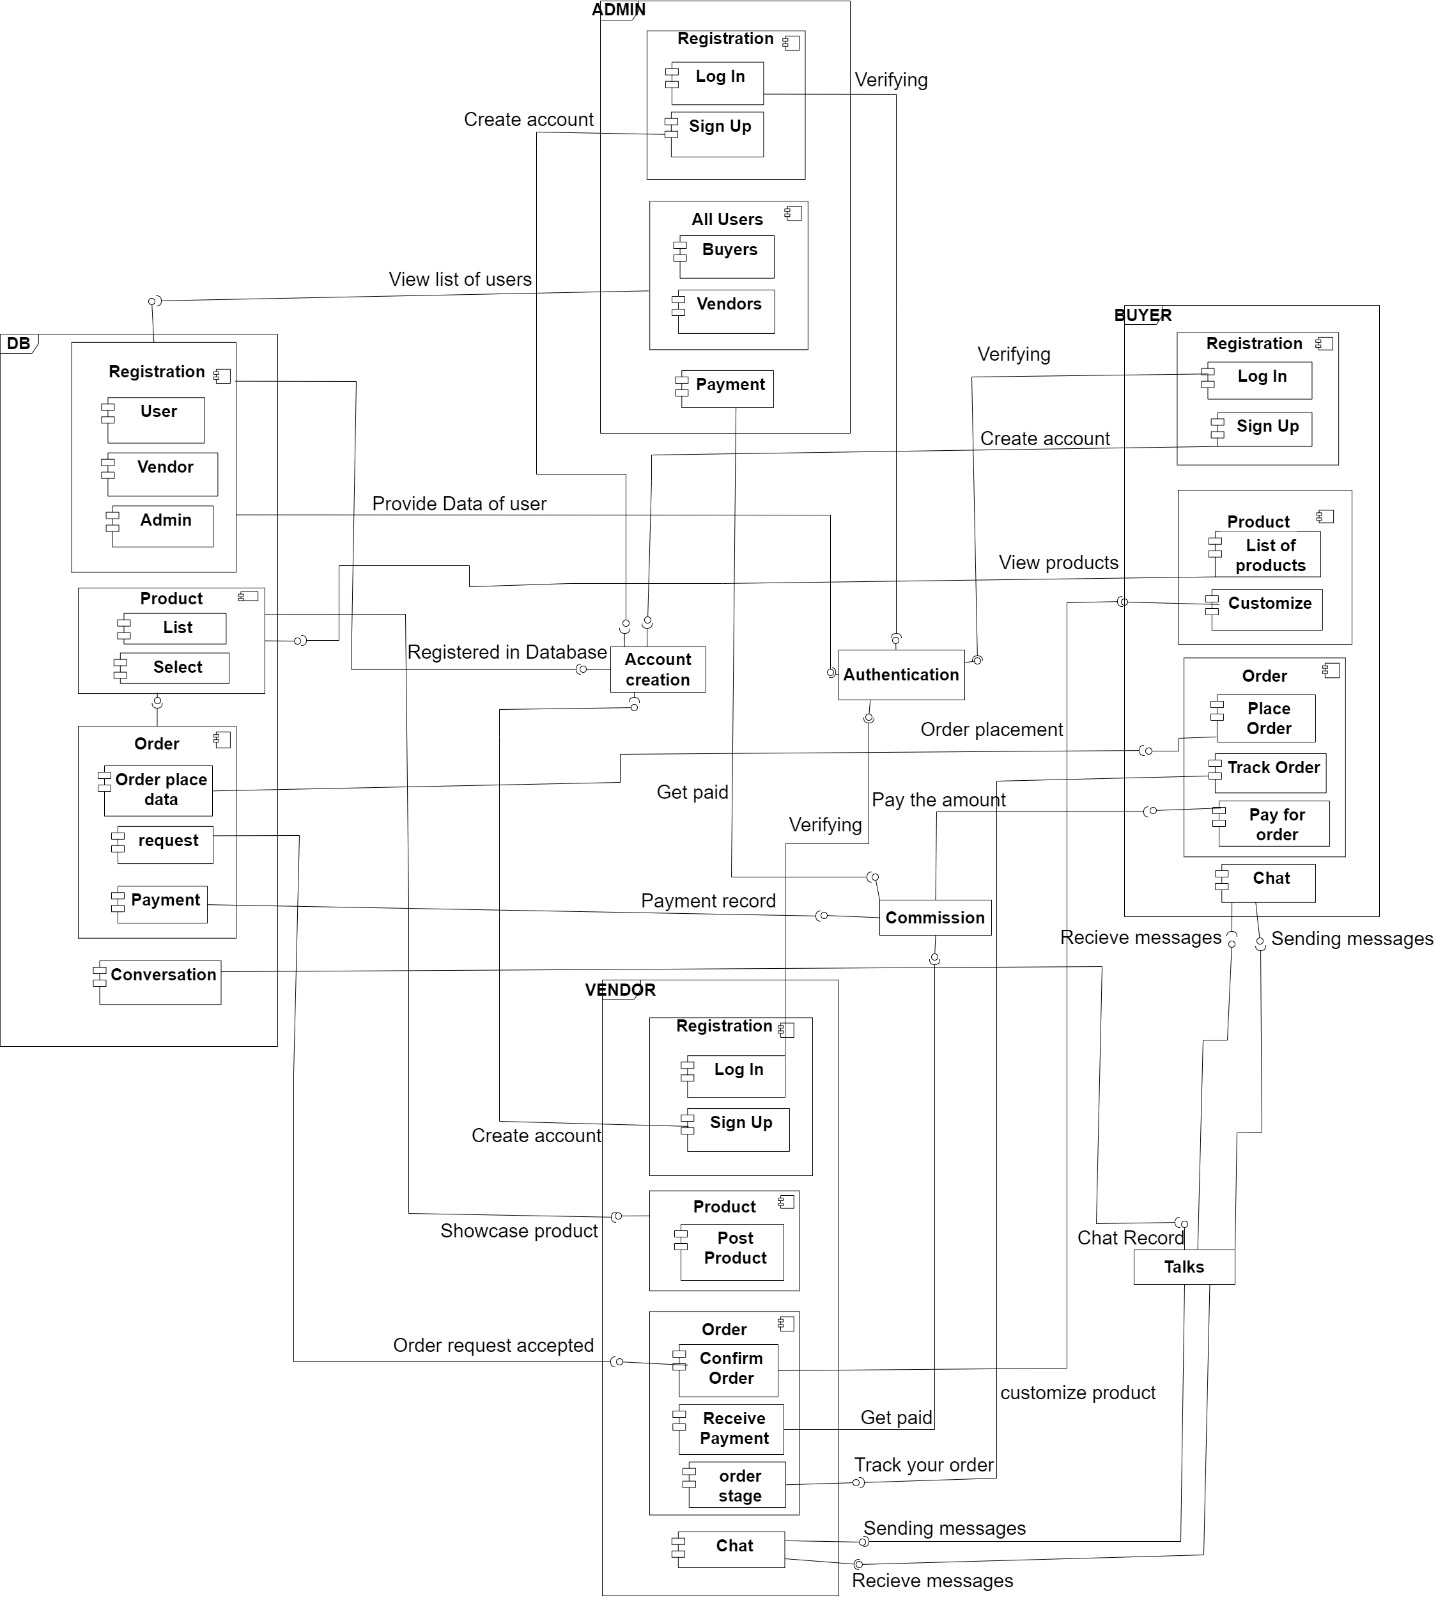 ADMIN
Registration
Log In
Verifying
Create account
Sign Up
All Users
Buyers
View list of users
Vendors
Payment
BUYER
Registration
Verifying
Log In
Create account
Sign Up
Product
View products
List of
products
Customize
Order
Order placement
Place
Order
Track Order
Pay the amount
Pay for
order
Chat
Recieve messages
Sending messages
DB
Registration
User
Vendor
Provide Data of user
Admin
Product
List
Select
Order
Order place
data
request
Payment
Conversation
Registered in Database
Account
creation
Authentication
Get paid
Verifying
Payment record
Commission
VENDOR
Registration
Log In
Sign Up
Create account
Product
Showcase product
Post
Product
Chat Record
Talks
Order
Order request accepted
Confirm
Order
customize product
Receive
Payment
Get paid
Track your order
order
stage
Sending messages
Chat
Recieve messages